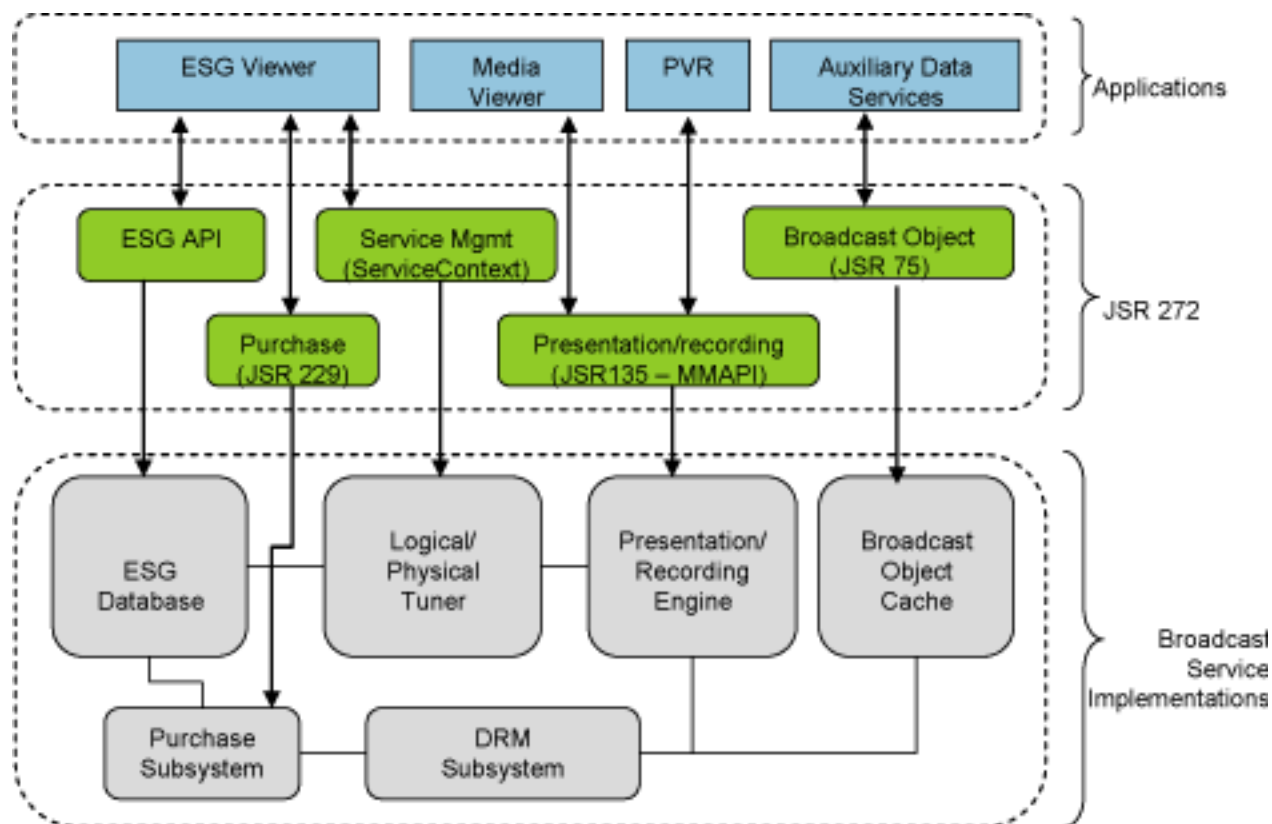 ESG Viewer
Media
Viewer
PVR
Auxiliary Data
Services
Applications
ESG API
Service Mgmt
(ServiceContext)
Broadcast Object
(JSR 75)
Purchase
(JSR 229)
Presentation/recording
(JSR135 – MMAPI)
JSR 272
ESG
Database
Logical/
Physical
Tuner
Presentation/
Recording
Engine
Broadcast
Object
Cache
Broadcast
Service
Implementations
Purchase
Subsystem
DRM
Subsystem